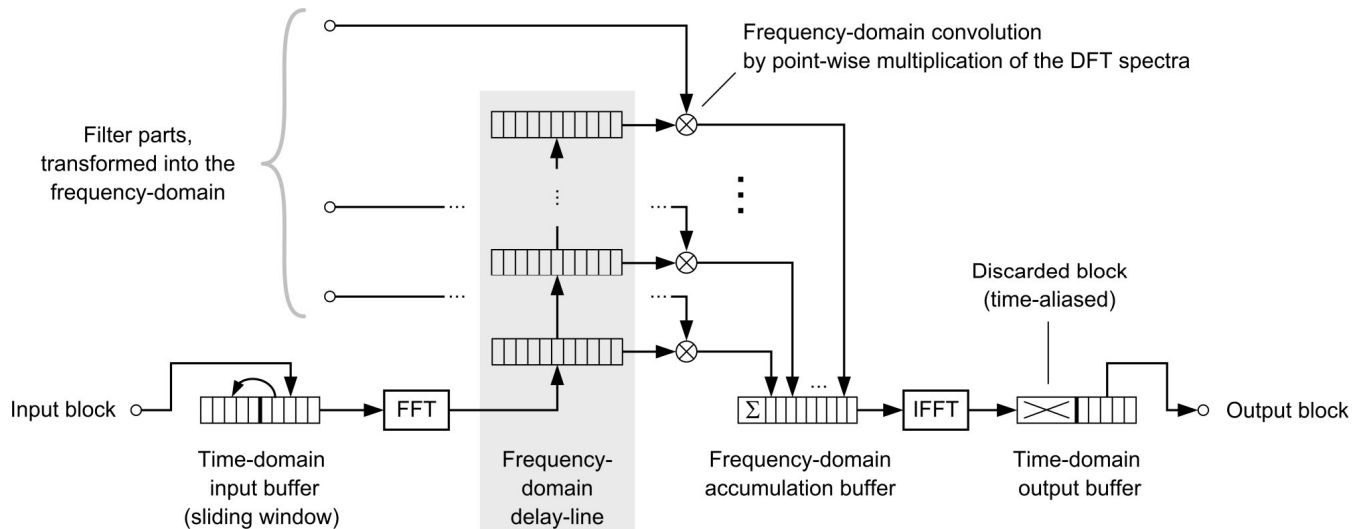 Frequency-domain convolution
by point-wise multiplication of the DFT spectra
Filter parts,
transformed into the
frequency-domain
...
...
...
...
...
Discarded block
(time-aliased)
Input block
FFT
Σ
...
IFFT
Output block
Time-domain
input buffer
(sliding window)
Frequency-
domain
delay-line
Frequency-domain
accumulation buffer
Time-domain
output buffer